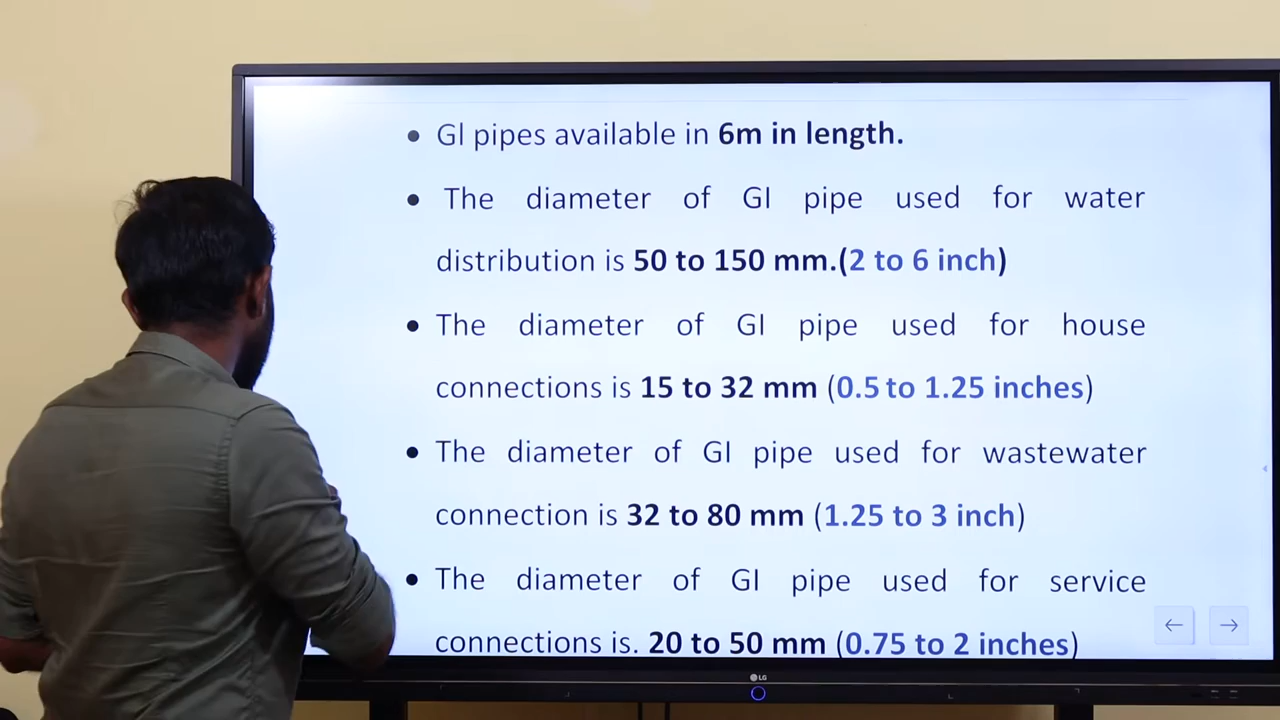 • GI pipes available in 6m in length.
• The diameter of GI pipe used for water
distribution is 50 to 150 mm.(2 to 6 inch)
• The diameter of GI pipe used for house
connections is 15 to 32 mm (0.5 to 1.25 inches)
• The diameter of GI pipe used for wastewater
connection is 32 to 80 mm (1.25 to 3 inch)
• The diameter of GI pipe used for service
connections is. 20 to 50 mm (0.75 to 2 inches)
LG